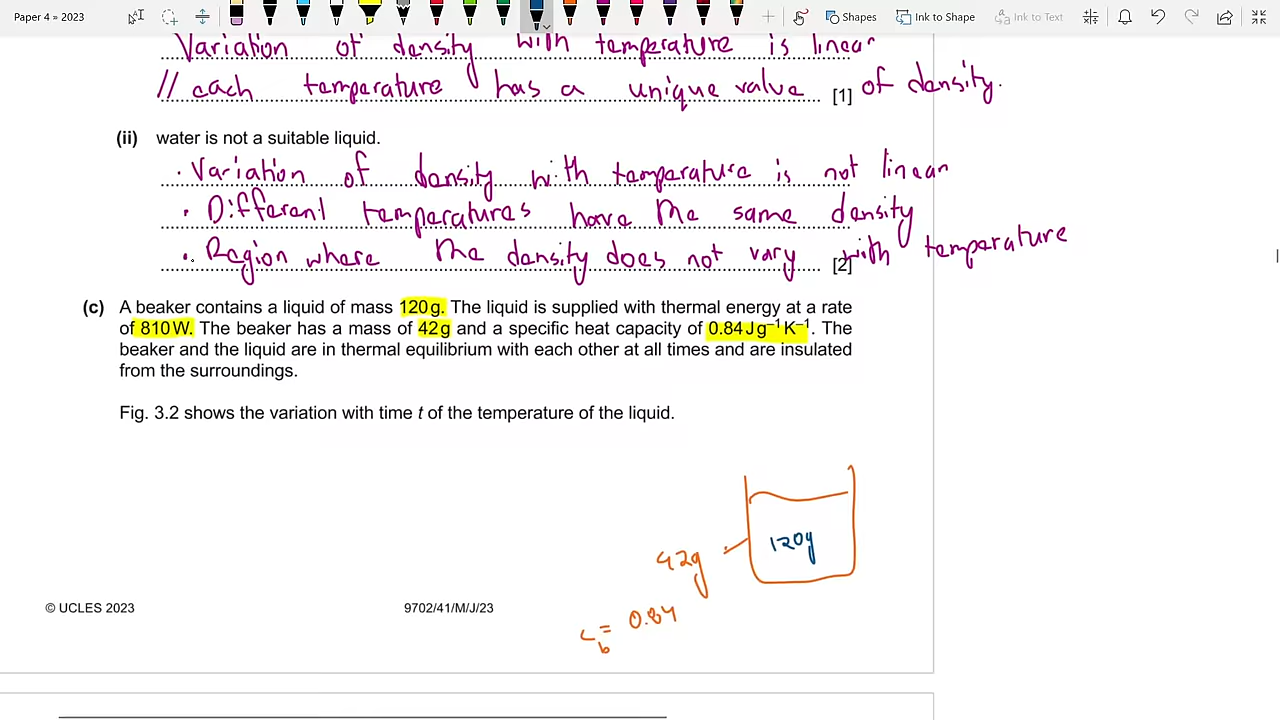 Paper 4 » 2023
Shapes
Ink to Shape
Ink to Text
Variation of density with temperature is linear
// each temperature has a unique value [1] of density.
(ii) water is not a suitable liquid.
· Variation of density with temperature is not linear
· Different temperatures have the same density
· Region where the density does not vary [2] with temperature
(c) A beaker contains a liquid of mass 120 g. The liquid is supplied with thermal energy at a rate
of 810 W. The beaker has a mass of 42 g and a specific heat capacity of 0.84 J g⁻¹ K⁻¹. The
beaker and the liquid are in thermal equilibrium with each other at all times and are insulated
from the surroundings.
Fig. 3.2 shows the variation with time t of the temperature of the liquid.
120g
42g
c_b = 0.84
© UCLES 2023
9702/41/M/J/23